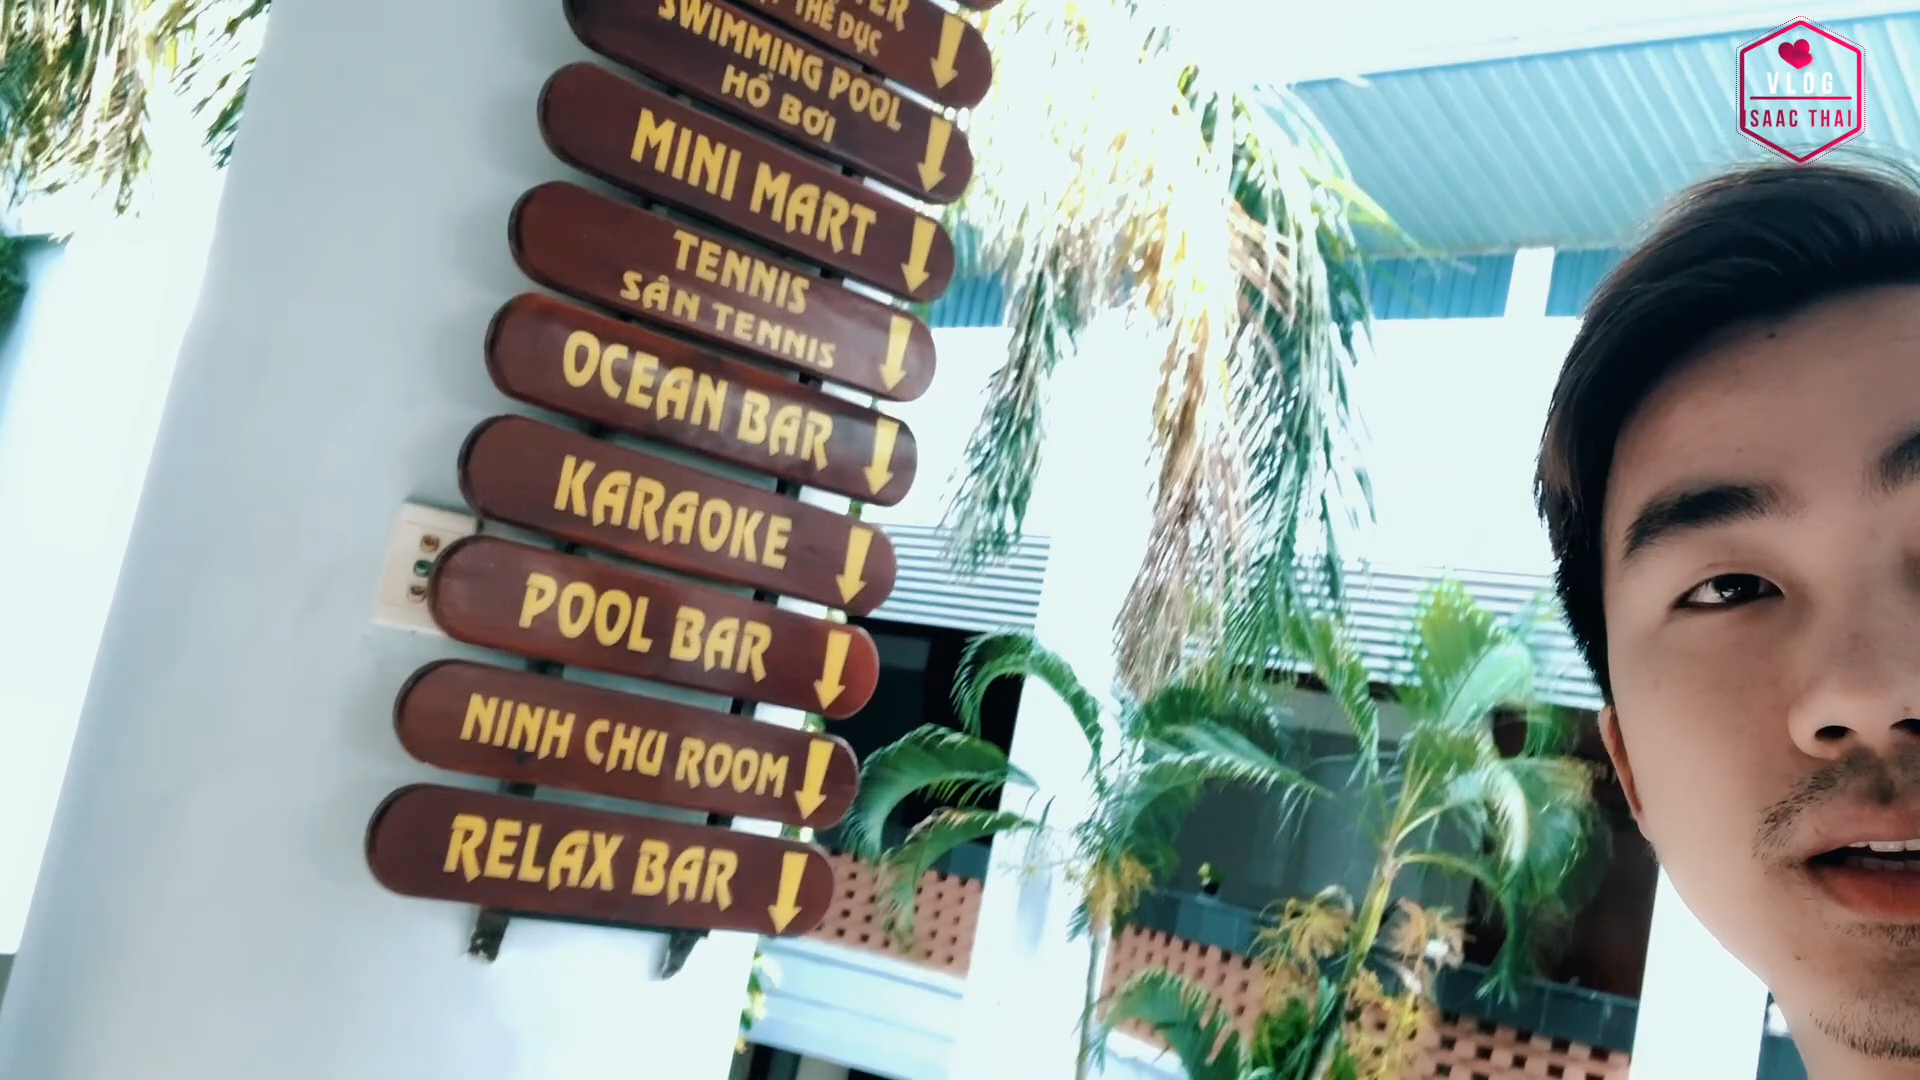 THỂ DỤC
SWIMMING POOL
HỒ BƠI
MINI MART
TENNIS
SÂN TENNIS
OCEAN BAR
KARAOKE
POOL BAR
NINH CHU ROOM
RELAX BAR
VLOG
ISAAC THAI